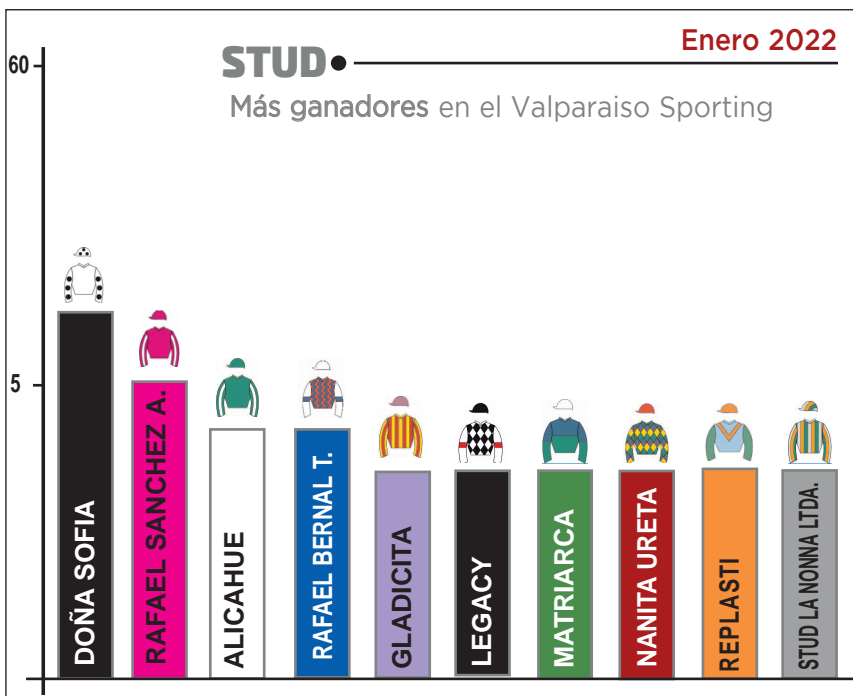 Enero 2022
STUD
Más ganadores en el Valparaiso Sporting
60
5
DOÑA SOFIA
RAFAEL SANCHEZ A.
ALICAHUE
RAFAEL BERNAL T.
GLADICITA
LEGACY
MATRIARCA
NANITA URETA
REPLASTI
STUD LA NONNA LTDA.